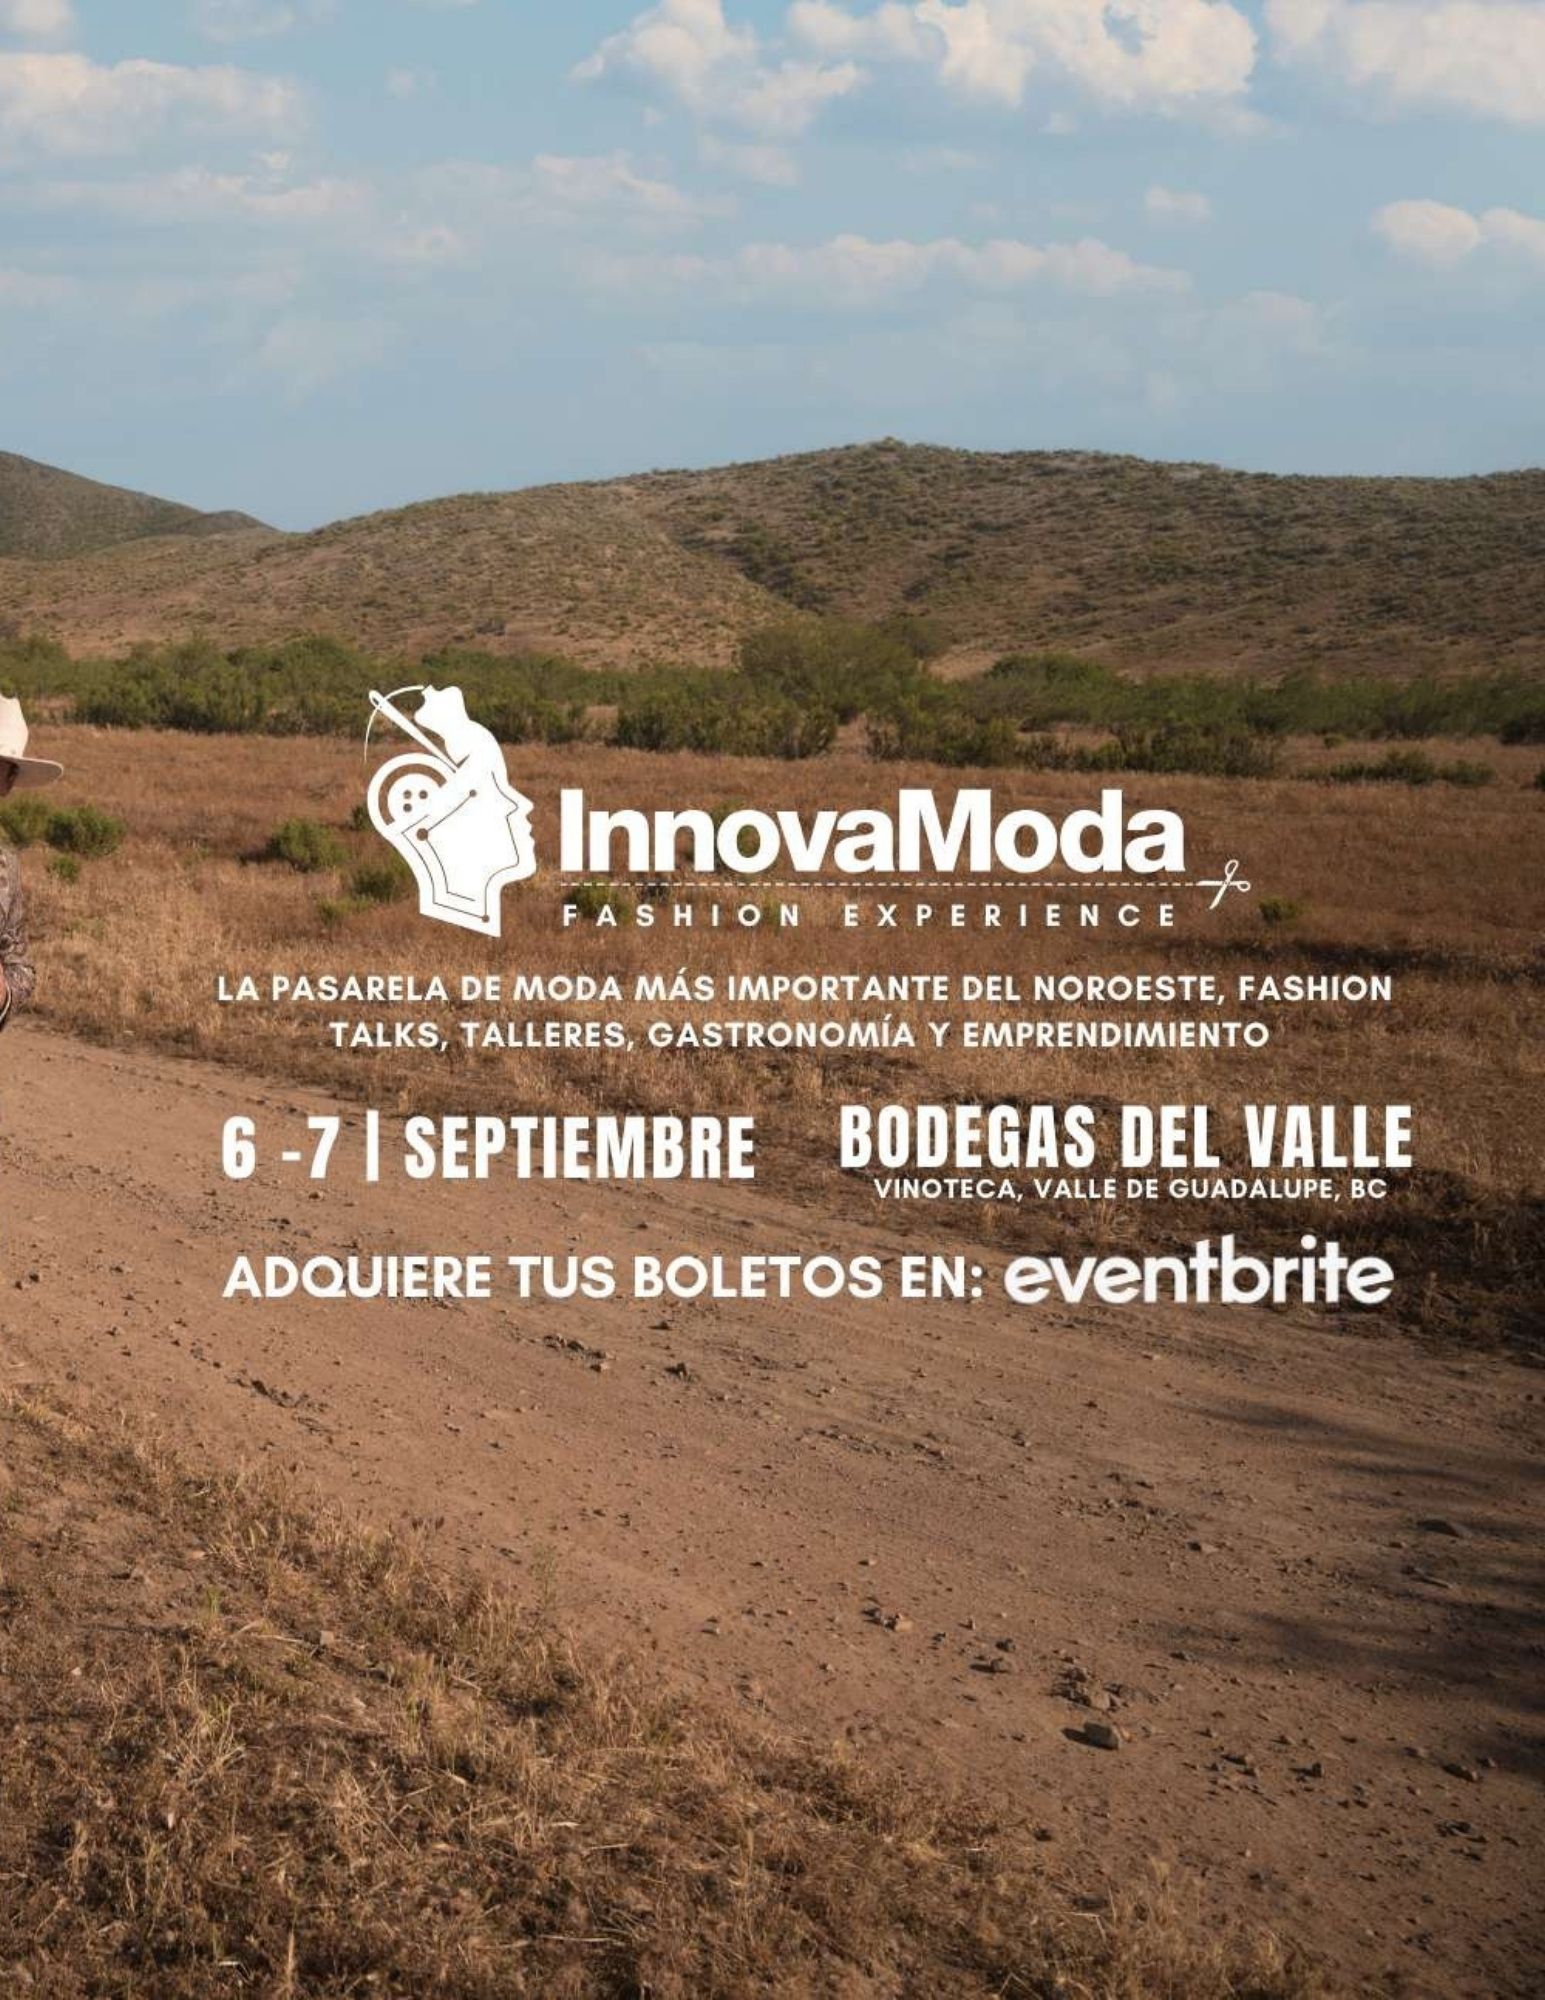 InnovaModa
FASHION EXPERIENCE
LA PASARELA DE MODA MÁS IMPORTANTE DEL NOROESTE, FASHION
TALKS, TALLERES, GASTRONOMÍA Y EMPRENDIMIENTO
6 -7 | SEPTIEMBRE
BODEGAS DEL VALLE
VINOTECA, VALLE DE GUADALUPE, BC
ADQUIERE TUS BOLETOS EN: eventbrite